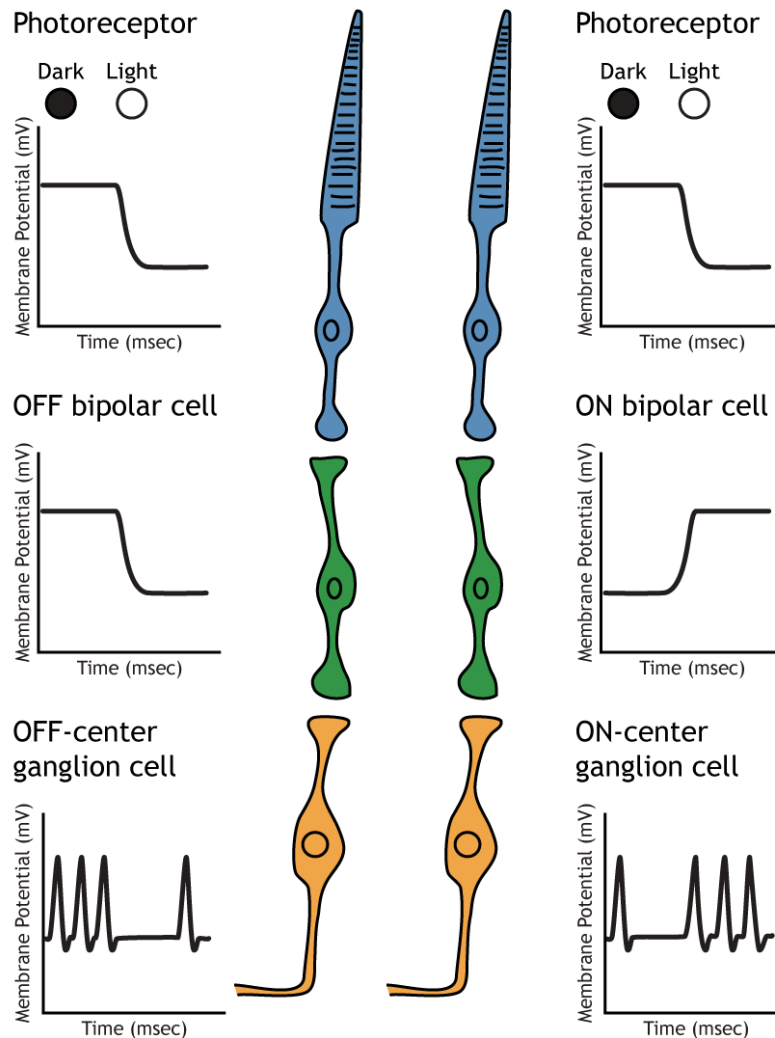 Photoreceptor
Dark Light
Membrane Potential (mV)
Time (msec)
OFF bipolar cell
Membrane Potential (mV)
Time (msec)
OFF-center
ganglion cell
Membrane Potential (mV)
Time (msec)
Photoreceptor
Dark Light
Membrane Potential (mV)
Time (msec)
ON bipolar cell
Membrane Potential (mV)
Time (msec)
ON-center
ganglion cell
Membrane Potential (mV)
Time (msec)